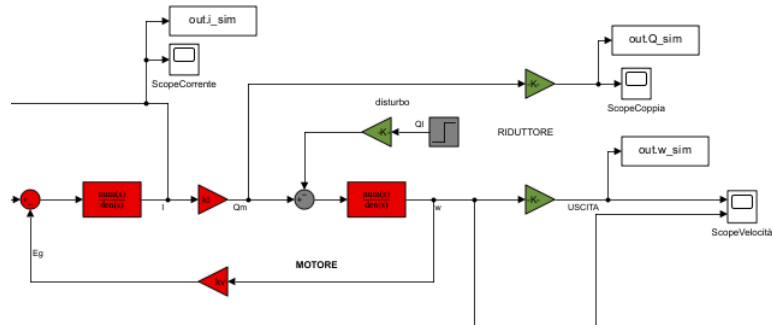 out.i_sim
ScopeCorrente
out.Q_sim
-K-
ScopeCoppia
disturbo
-K-
Ql
RIDUTTORE
out.w_sim
num(s)
den(s)
I
Qm
num(s)
den(s)
w
-K-
USCITA
ScopeVelocità
Eg
MOTORE
kv